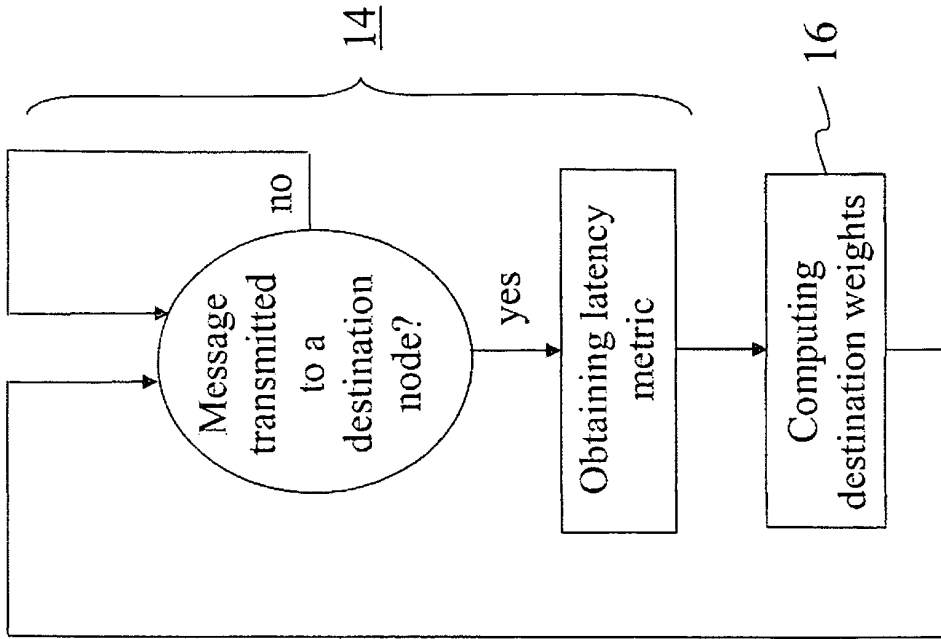 Message
transmitted
to a
destination
node?
no
14
yes
Obtaining latency
metric
16
Computing
destination weights